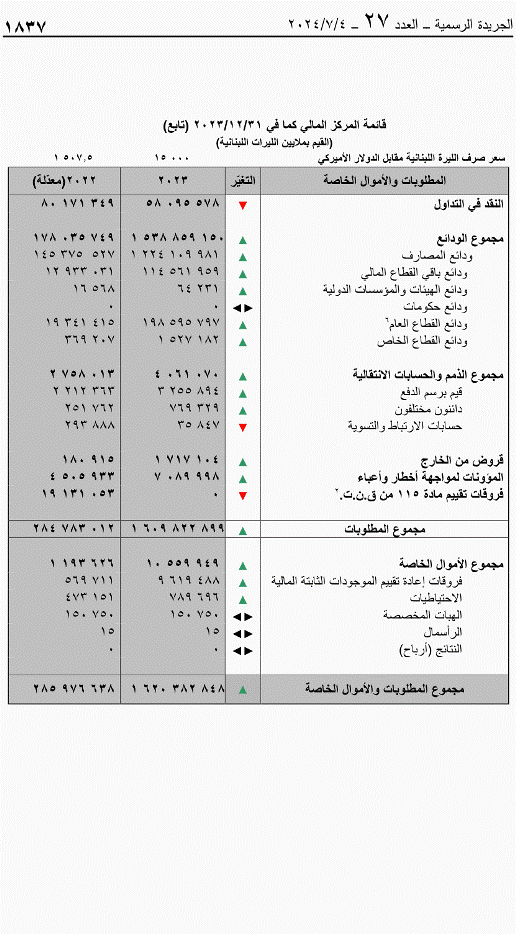 الجريدة الرسمية ــ العدد ٢٧ ــ ٢٠٢٤/٧/٤ ١٨٣٧
قائمة المركز المالي كما في ٢٠٢٣/١٢/٣١ (تابع)
(القيم بملايين الليرات اللبنانية)
سعر صرف الليرة اللبنانية مقابل الدولار الأميركي ١٥ ٠٠٠ ١ ٥٠٧,٥
المطلوبات والأموال الخاصة التغيّر ٢٠٢٣ ٢٠٢٢(معدّلة)
النقد في التداول ▼ ٥٨ ٠٩٥ ٥٧٨ ٨٠ ١٧١ ٣٤٩
مجموع الودائع ▲ ١ ٥٣٨ ٨٥٩ ١٥٠ ١٧٨ ٠٣٥ ٧٤٩
ودائع المصارف ▲ ١ ٢٢٤ ١٠٩ ٩٨١ ١٤٥ ٣٧٥ ٥٢٧
ودائع باقي القطاع المالي ▲ ١١٤ ٥٦١ ٩٥٩ ١٢ ٩٣٣ ٠٣١
ودائع الهيئات والمؤسسات الدولية ▲ ٦٤ ٢٣١ ١٦ ٥٦٨
ودائع حكومات ◄► ٠ ٠
ودائع القطاع العام٦ ▲ ١٩٨ ٥٩٥ ٧٩٧ ١٩ ٣٤١ ٤١٥
ودائع القطاع الخاص ▲ ١ ٥٢٧ ١٨٢ ٣٦٩ ٢٠٧
مجموع الذمم والحسابات الانتقالية ▲ ٤ ٠٦١ ٠٧٠ ٢ ٧٥٨ ٠١٣
قيم برسم الدفع ▲ ٣ ٢٥٥ ٨٩٤ ٢ ٢١٢ ٣٦٣
دائنون مختلفون ▲ ٧٦٩ ٣٢٩ ٢٥١ ٧٦٢
حسابات الارتباط والتسوية ▼ ٣٥ ٨٤٧ ٢٩٣ ٨٨٨
قروض من الخارج ▲ ١ ٧١٧ ١٠٤ ١٨٠ ٩١٥
المؤونات لمواجهة أخطار وأعباء ▲ ٧ ٠٨٩ ٩٩٨ ٤ ٥٠٥ ٩٣٣
فروقات تقييم مادة ١١٥ من ق.ن.ت. ▼ ٠ ١٩ ١٣١ ٠٥٣
مجموع المطلوبات ▲ ١ ٦٠٩ ٨٢٢ ٨٩٩ ٢٨٤ ٧٨٣ ٠١٢
مجموع الأموال الخاصة ▲ ١٠ ٥٥٩ ٩٤٩ ١ ١٩٣ ٦٢٦
فروقات إعادة تقييم الموجودات الثابتة المالية ▲ ٩ ٦١٩ ٤٨٨ ٥٦٩ ٧١١
الاحتياطيات ▲ ٧٨٩ ٦٩٦ ٤٧٣ ١٥١
الهبات المخصصة ◄► ١٥٠ ٧٥٠ ١٥٠ ٧٥٠
الرأسمال ◄► ١٥ ١٥
النتائج (أرباح) ◄► ٠ ٠
مجموع المطلوبات والأموال الخاصة ▲ ١ ٦٢٠ ٣٨٢ ٨٤٨ ٢٨٥ ٩٧٦ ٦٣٨